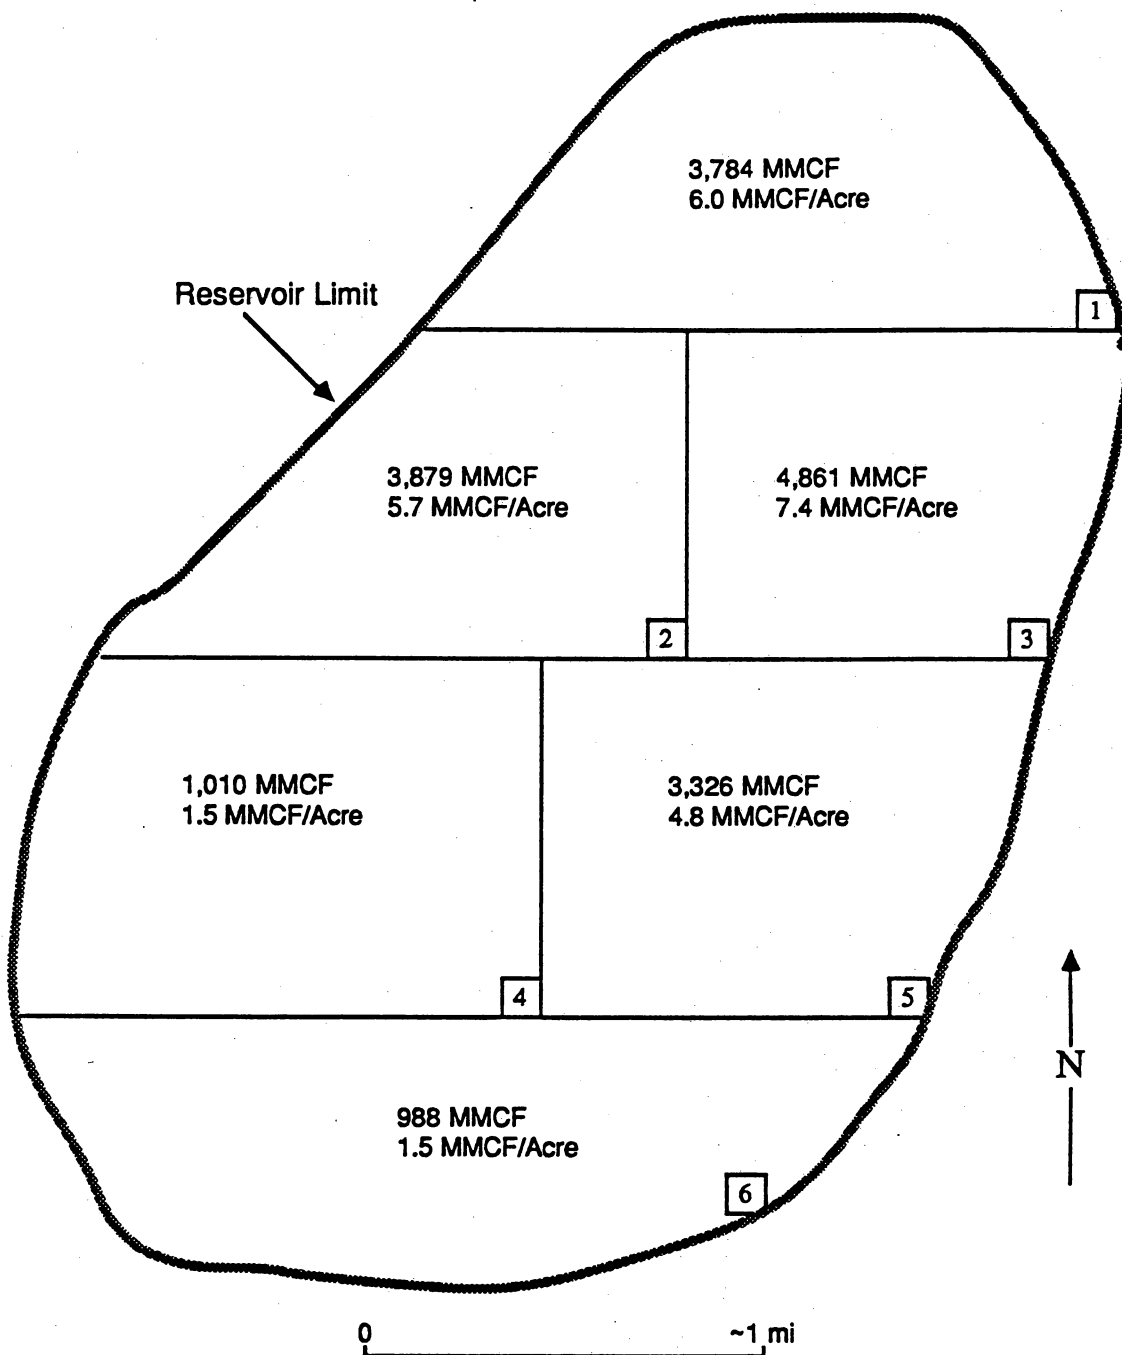 3,784 MMCF
6.0 MMCF/Acre
Reservoir Limit
1
3,879 MMCF
5.7 MMCF/Acre
4,861 MMCF
7.4 MMCF/Acre
2
3
1,010 MMCF
1.5 MMCF/Acre
3,326 MMCF
4.8 MMCF/Acre
4
5
N
988 MMCF
1.5 MMCF/Acre
6
0
~1 mi